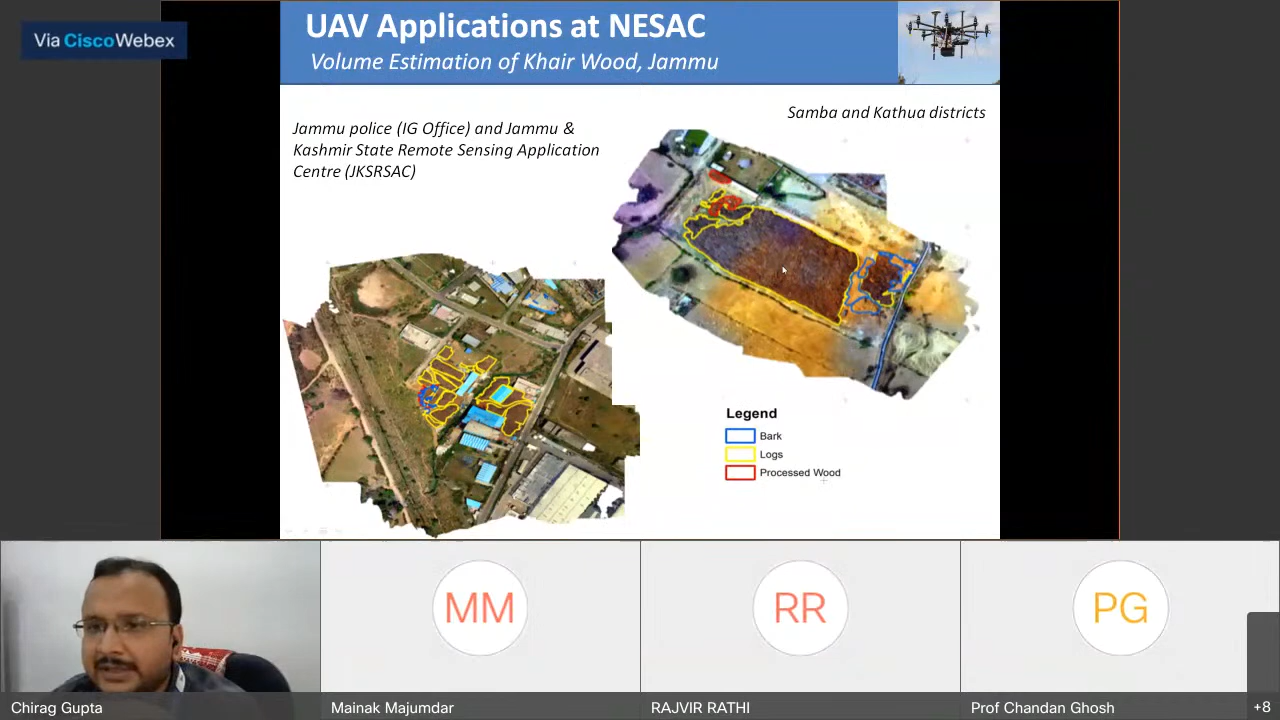 Via CiscoWebex
UAV Applications at NESAC
Volume Estimation of Khair Wood, Jammu
Samba and Kathua districts
Jammu police (IG Office) and Jammu &
Kashmir State Remote Sensing Application
Centre (JKSRSAC)
Legend
Bark
Logs
Processed Wood
MM
RR
PG
Chirag Gupta
Mainak Majumdar
RAJVIR RATHI
Prof Chandan Ghosh
+8